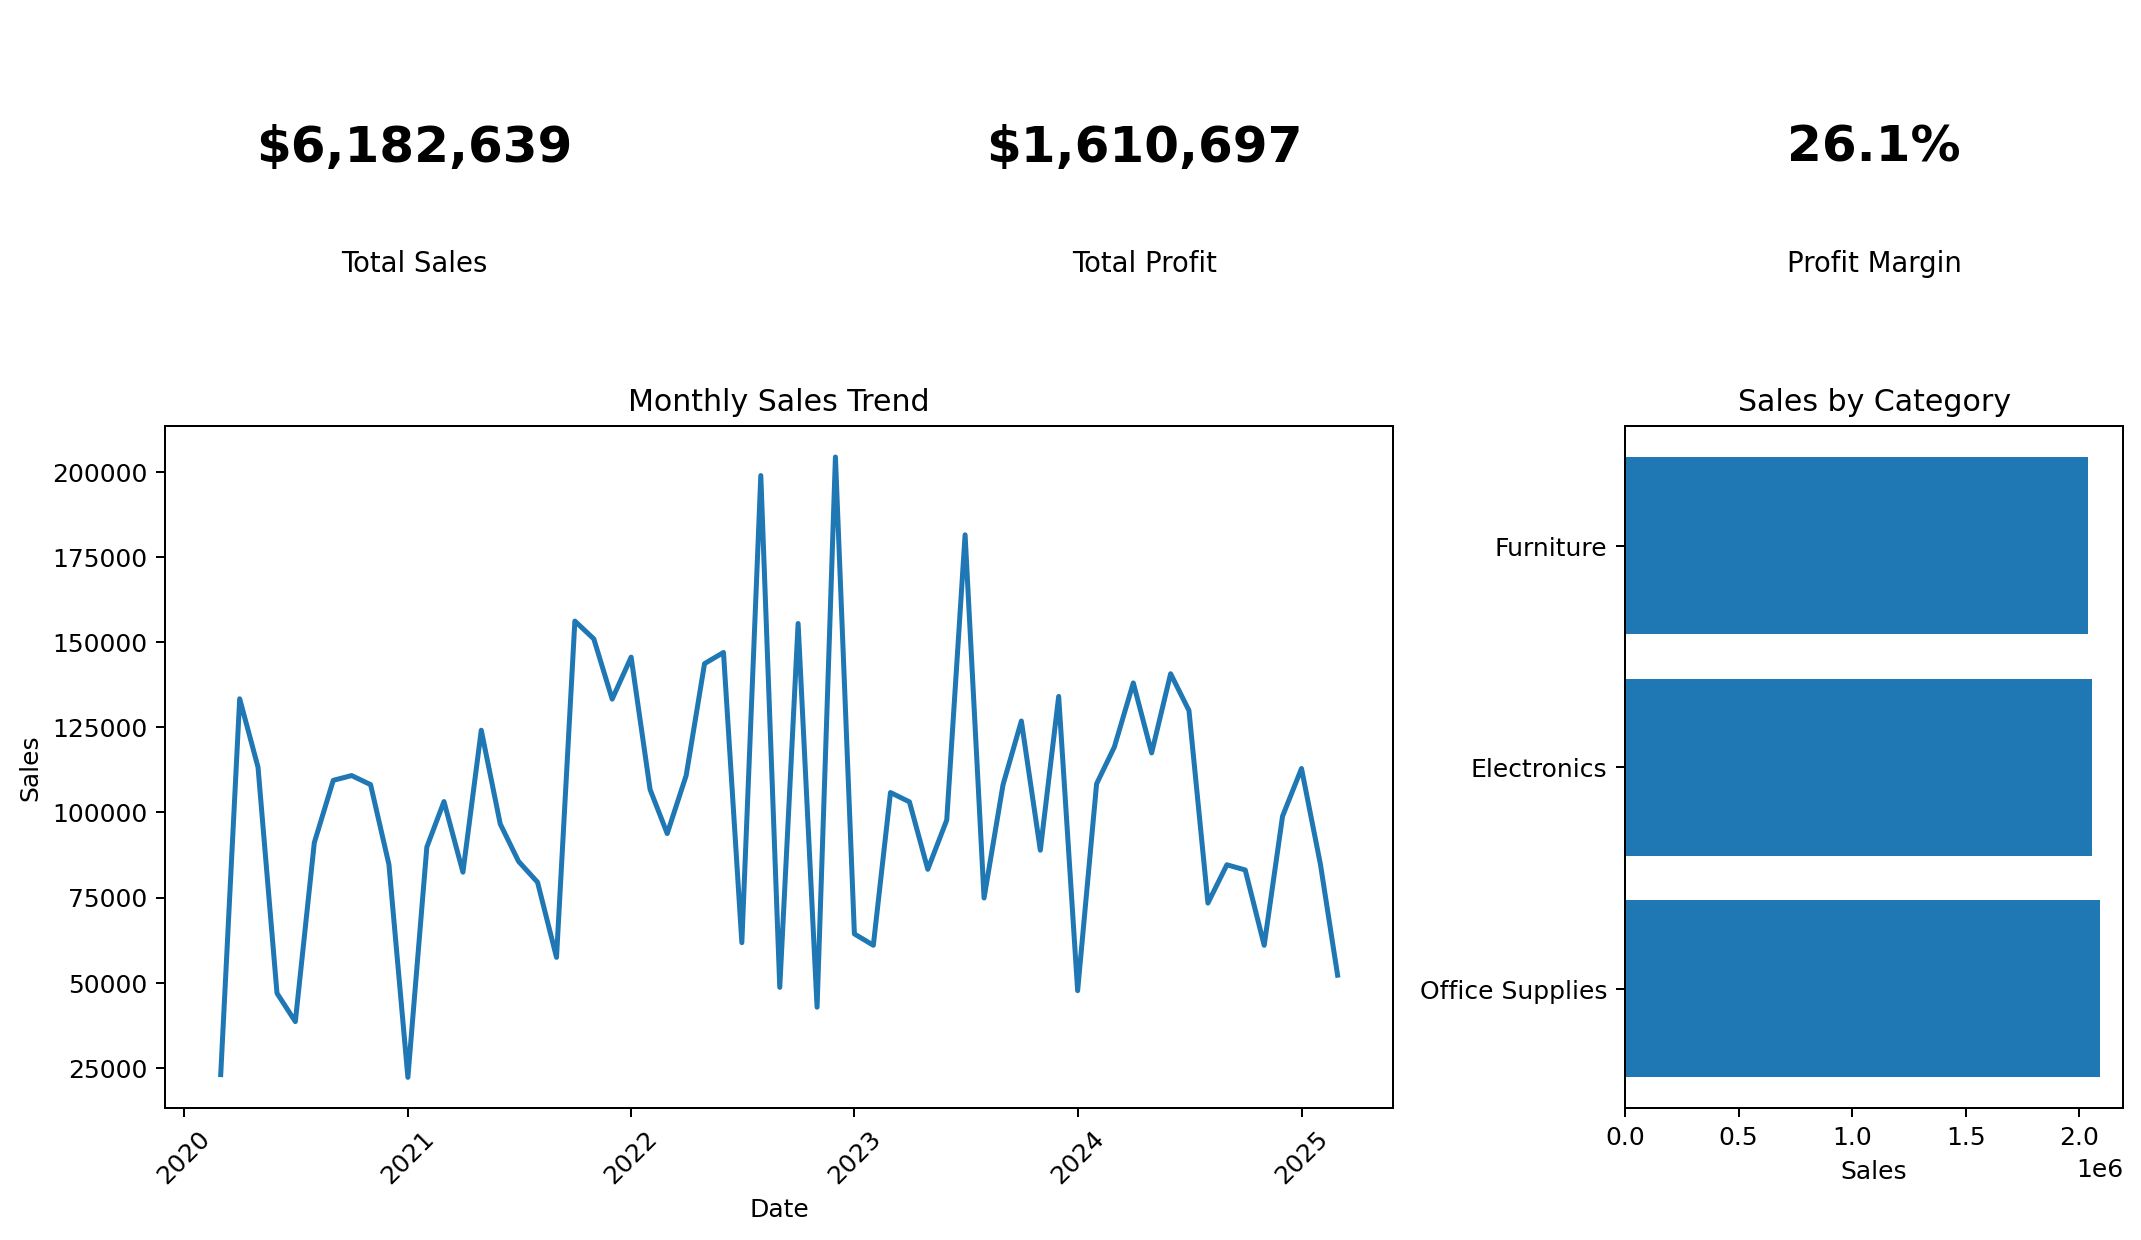 $6,182,639
$1,610,697
26.1%
Total Sales
Total Profit
Profit Margin
Monthly Sales Trend
200000
175000
150000
125000
100000
75000
50000
25000
Sales
2020
2021
2022
2023
2024
2025
Date
Sales by Category
Furniture
Electronics
Office Supplies
0.0
0.5
1.0
1.5
2.0
1e6
Sales